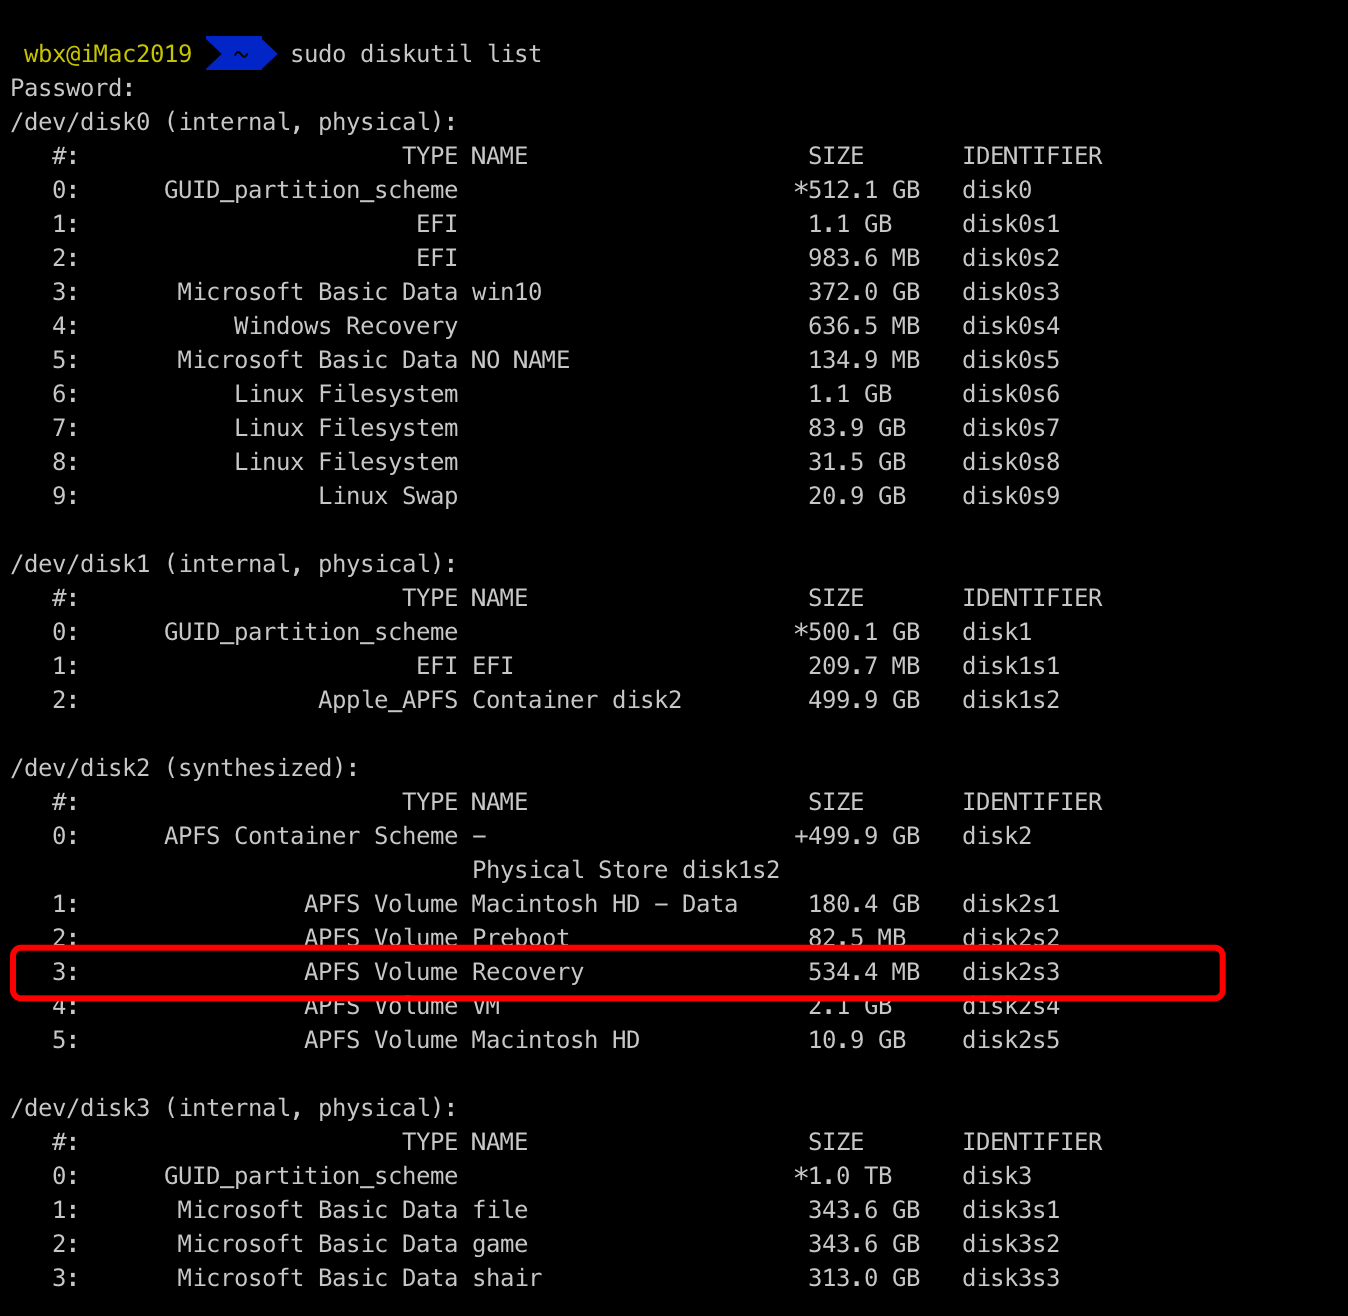 wbx@iMac2019 ~ sudo diskutil list
Password:
/dev/disk0 (internal, physical):
#: TYPE NAME SIZE IDENTIFIER
0: GUID_partition_scheme *512.1 GB disk0
1: EFI 1.1 GB disk0s1
2: EFI 983.6 MB disk0s2
3: Microsoft Basic Data win10 372.0 GB disk0s3
4: Windows Recovery 636.5 MB disk0s4
5: Microsoft Basic Data NO NAME 134.9 MB disk0s5
6: Linux Filesystem 1.1 GB disk0s6
7: Linux Filesystem 83.9 GB disk0s7
8: Linux Filesystem 31.5 GB disk0s8
9: Linux Swap 20.9 GB disk0s9
/dev/disk1 (internal, physical):
#: TYPE NAME SIZE IDENTIFIER
0: GUID_partition_scheme *500.1 GB disk1
1: EFI EFI 209.7 MB disk1s1
2: Apple_APFS Container disk2 499.9 GB disk1s2
/dev/disk2 (synthesized):
#: TYPE NAME SIZE IDENTIFIER
0: APFS Container Scheme - +499.9 GB disk2
Physical Store disk1s2
1: APFS Volume Macintosh HD - Data 180.4 GB disk2s1
2: APFS Volume Preboot 82.5 MB disk2s2
3: APFS Volume Recovery 534.4 MB disk2s3
4: APFS Volume VM 2.1 GB disk2s4
5: APFS Volume Macintosh HD 10.9 GB disk2s5
/dev/disk3 (internal, physical):
#: TYPE NAME SIZE IDENTIFIER
0: GUID_partition_scheme *1.0 TB disk3
1: Microsoft Basic Data file 343.6 GB disk3s1
2: Microsoft Basic Data game 343.6 GB disk3s2
3: Microsoft Basic Data shair 313.0 GB disk3s3